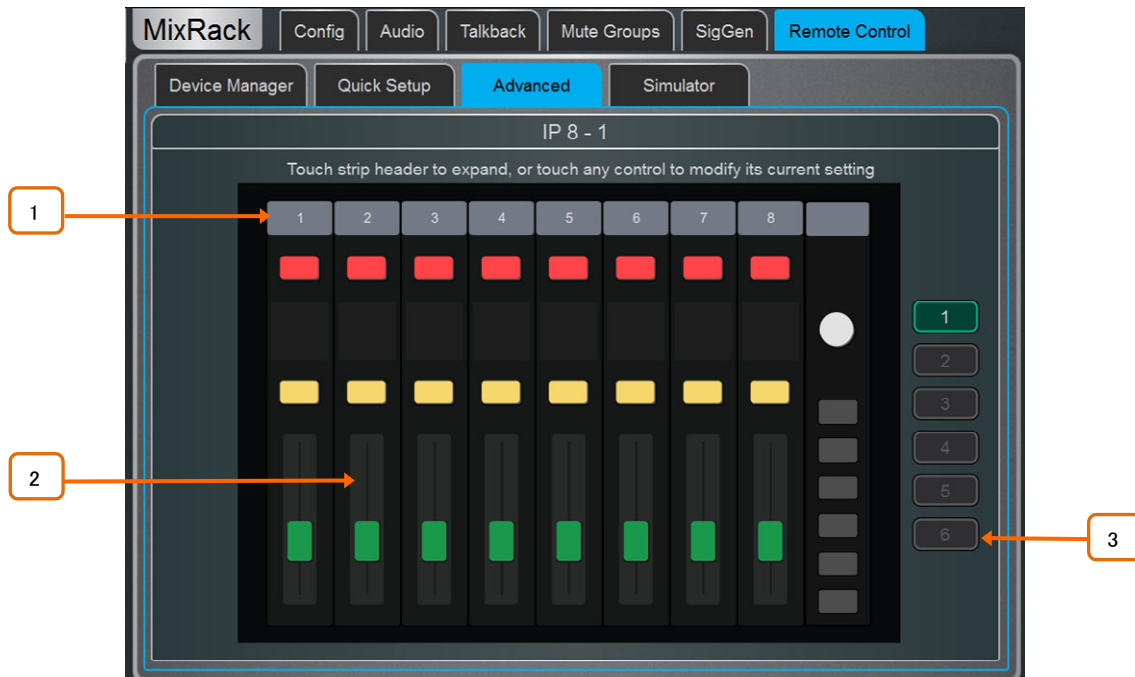 MixRack Config Audio Talkback Mute Groups SigGen Remote Control
Device Manager Quick Setup Advanced Simulator
IP 8 - 1
Touch strip header to expand, or touch any control to modify its current setting
1
1 2 3 4 5 6 7 8
1
2
3
4
2
5
6
3